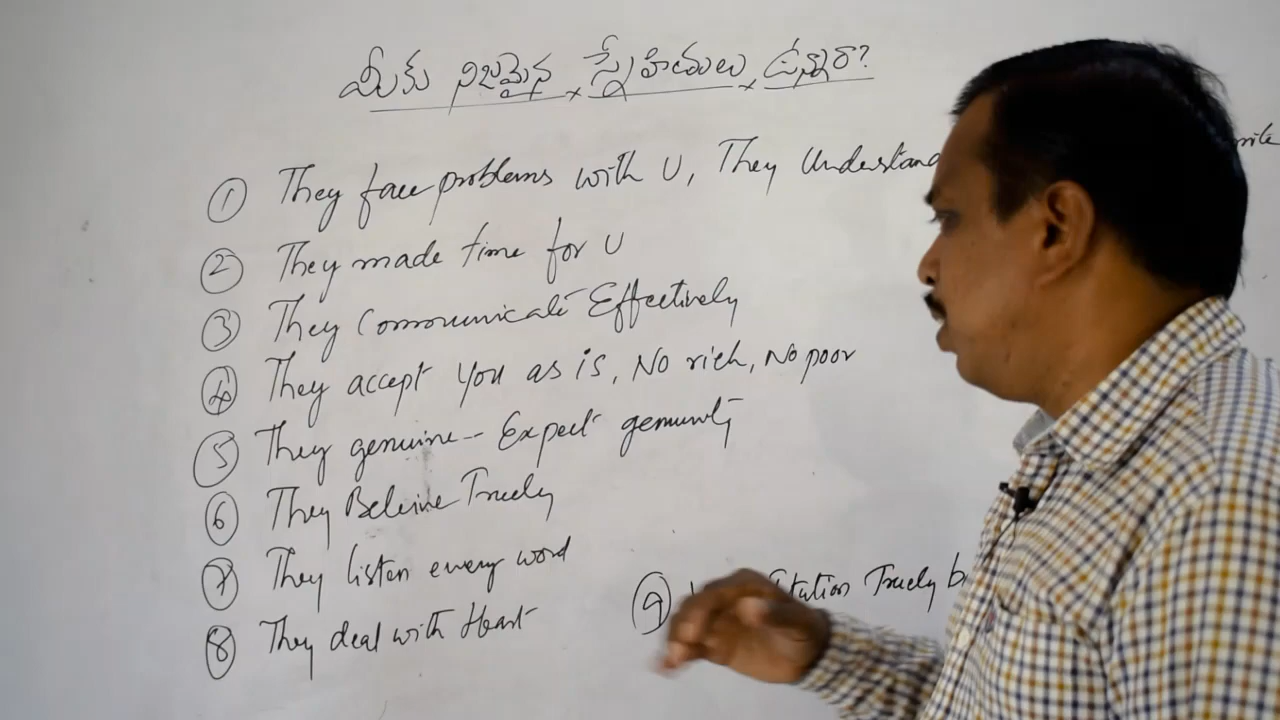 మీకు నిజమైన స్నేహితులు ఉన్నారా?
① They face problems with U, They Understand
② They made time for U
③ They Communicate Effectively
④ They accept You as is, No rich, No poor
⑤ They genuine-- Expect genuinity
⑥ They Beleive Truely
⑦ They listen every word
⑧ They deal with Heart
⑨ Truely